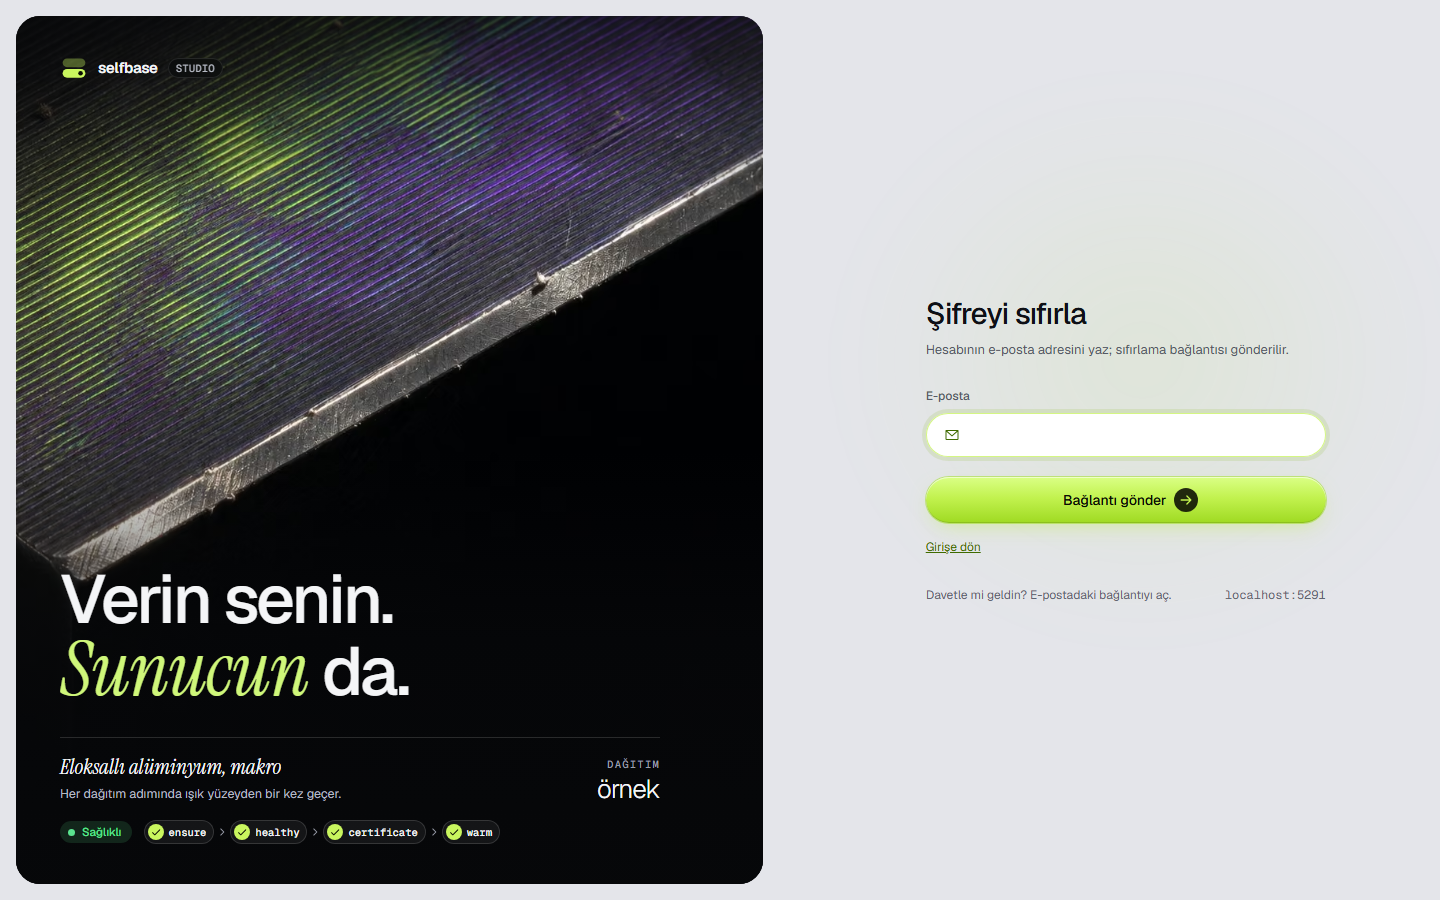 selfbase STUDIO
Verin senin.
Sunucun da.
Eloksallı alüminyum, makro
Her dağıtım adımında ışık yüzeyden bir kez geçer.
DAĞITIM
örnek
Sağlıklı ensure healthy certificate warm
Şifreyi sıfırla
Hesabının e-posta adresini yaz; sıfırlama bağlantısı gönderilir.
E-posta
Bağlantı gönder
Girişe dön
Davetle mi geldin? E-postadaki bağlantıyı aç. localhost:5291